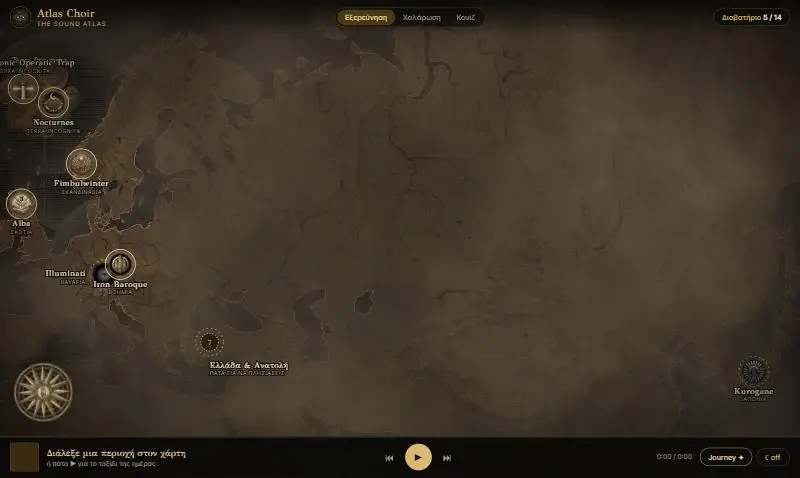 Atlas Choir
THE SOUND ATLAS
Εξερεύνηση
Χαλάρωση
Κουίζ
Διαβατήριο 5 / 14
Operatic Trap
TERRA INCOGNITA
Nocturnes
TERRA INCOGNITA
Fimbulwinter
ΣΚΑΝΔΙΝΑΒΙΑ
Alba
ΣΚΟΤΙΑ
Illuminati
ΒΑΥΑΡΙΑ
Iron Baroque
ΒΟΗΜΙΑ
7
Ελλάδα & Ανατολή
ΠΑΤΑ ΓΙΑ ΝΑ ΠΛΗΣΙΑΣΕΙΣ
Kurogane
ΙΑΠΩΝΙΑ
Διάλεξε μια περιοχή στον χάρτη
ή πάτα ▶ για το ταξίδι της ημέρας
0:00 / 0:00
Journey ✦
☾ off